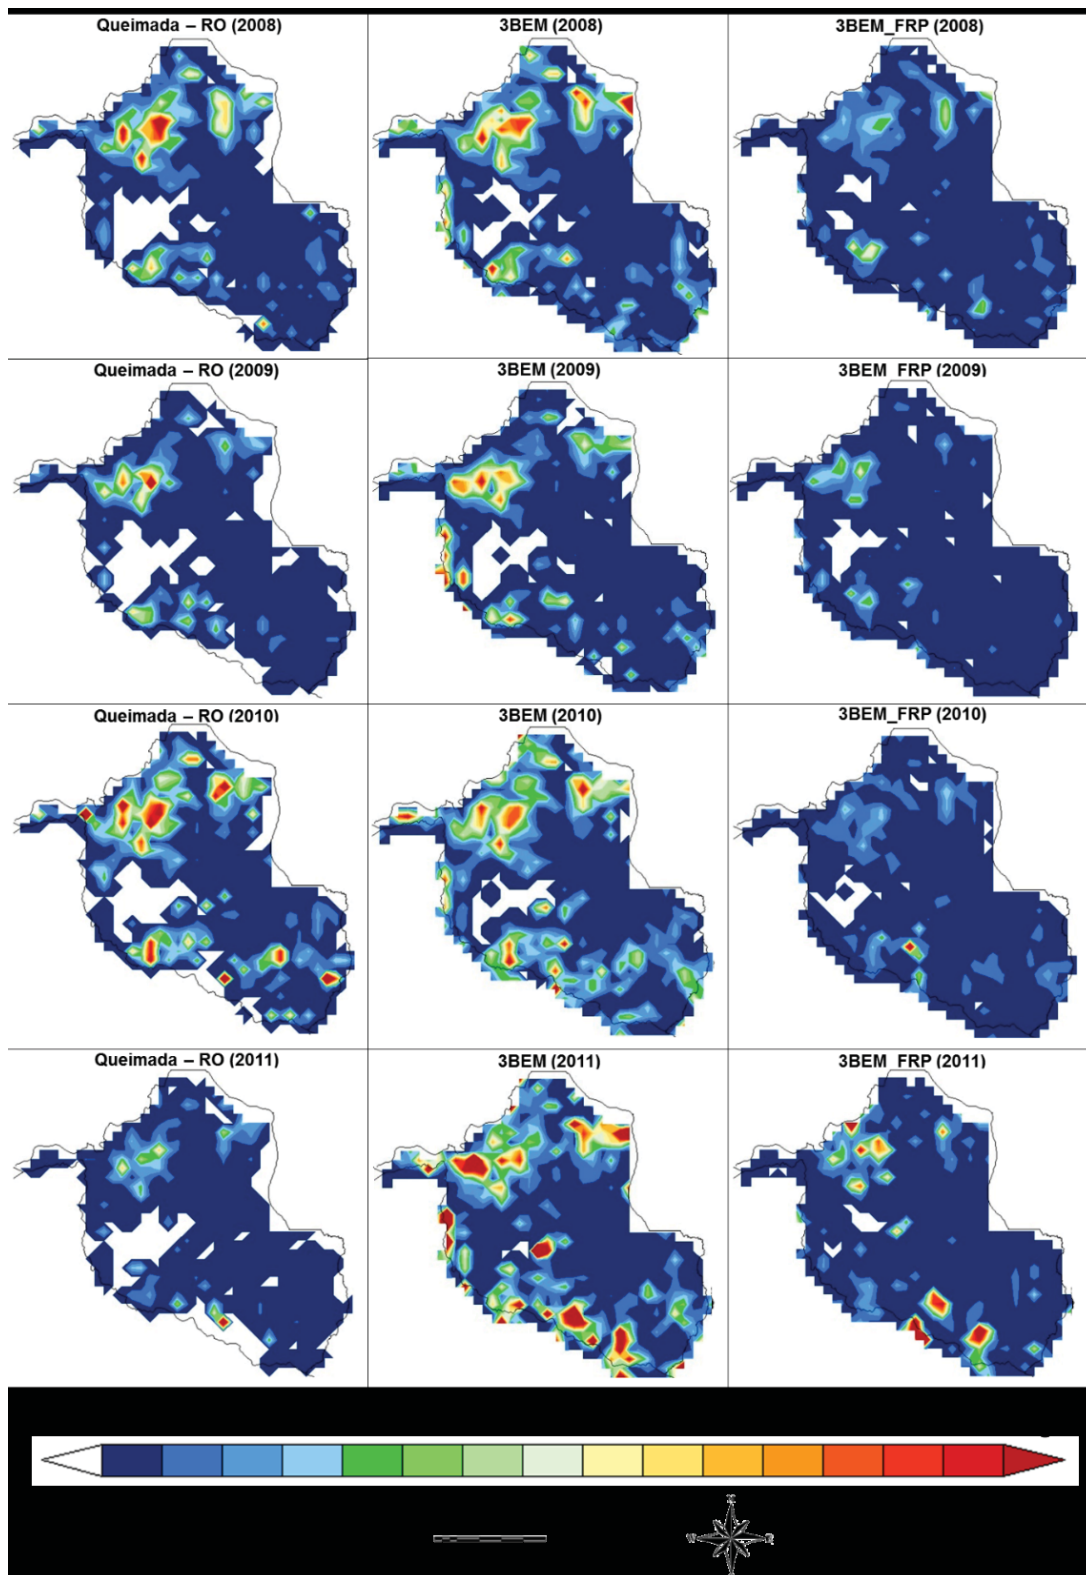 Queimada – RO (2008) 3BEM (2008) 3BEM_FRP (2008)
Queimada – RO (2009) 3BEM (2009) 3BEM_FRP (2009)
Queimada – RO (2010) 3BEM (2010) 3BEM_FRP (2010)
Queimada – RO (2011) 3BEM (2011) 3BEM_FRP (2011)
N
W E
S